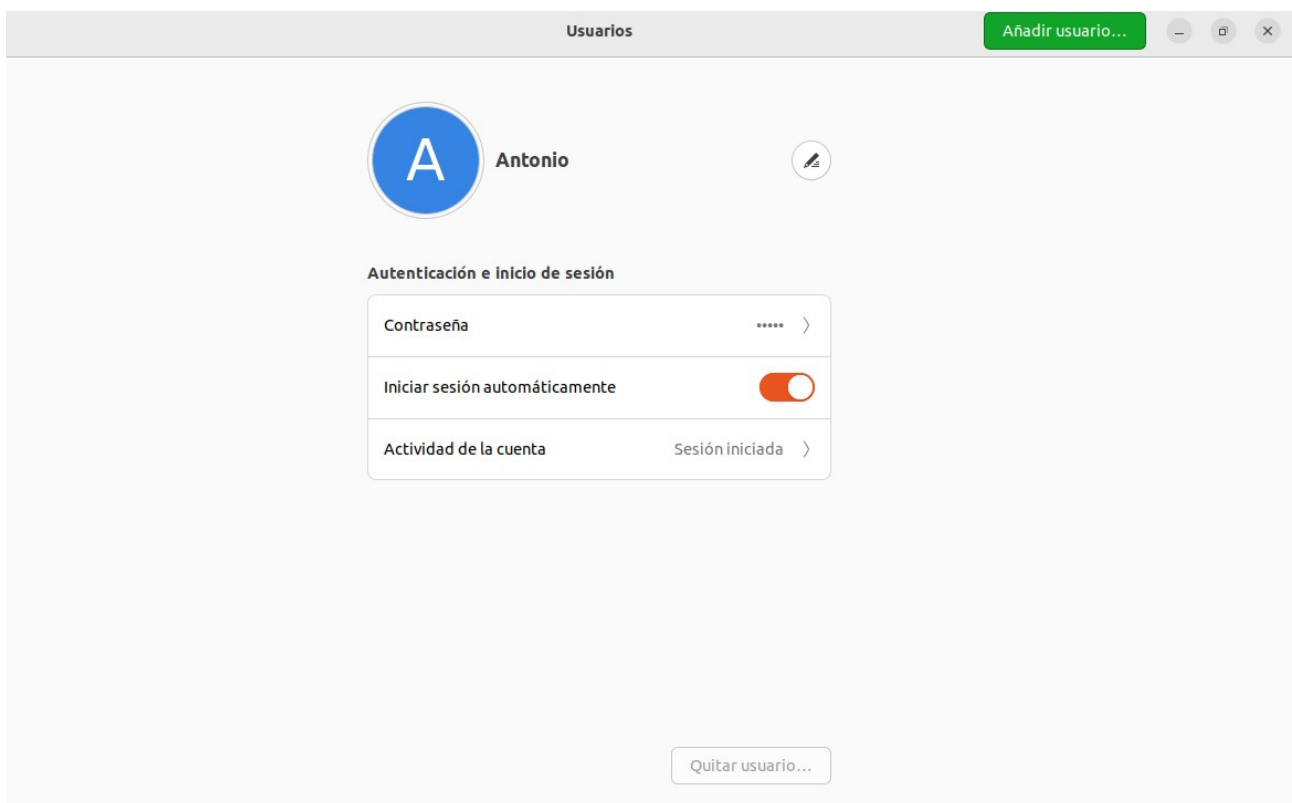 Usuarios
Añadir usuario...
A
Antonio
Autenticación e inicio de sesión
Contraseña •••••
Iniciar sesión automáticamente
Actividad de la cuenta Sesión iniciada
Quitar usuario...